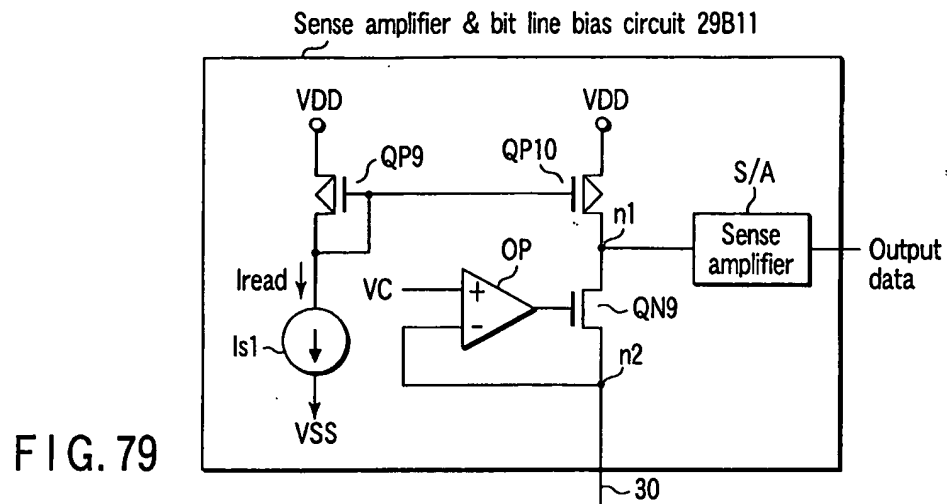 Sense amplifier & bit line bias circuit 29B11
VDD
VDD
QP9
QP10
S/A
n1
Sense
amplifier
Output
data
OP
Iread
VC
+
-
QN9
Is1
n2
VSS
FIG. 79
30